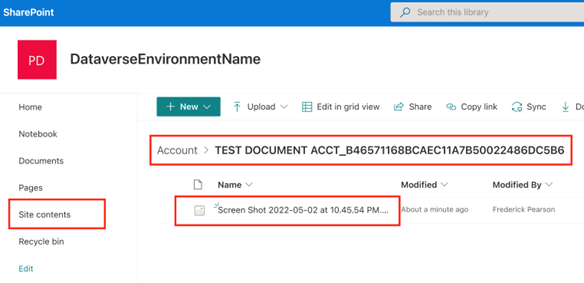 SharePoint
Search this library
PD
DataverseEnvironmentName
Home
Notebook
Documents
Pages
Site contents
Recycle bin
Edit
New
Upload
Edit in grid view
Share
Copy link
Sync
Account > TEST DOCUMENT ACCT_B46571168BCAEC11A7B50022486DC5B6
Name Modified Modified By
Screen Shot 2022-05-02 at 10.45.54 PM.... About a minute ago Frederick Pearson